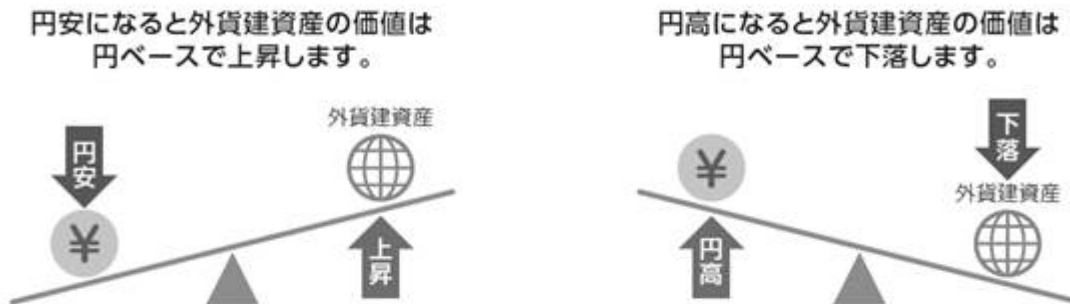 円安になると外貨建資産の価値は
円ベースで上昇します。
外貨建資産
円安
¥
上昇
円高になると外貨建資産の価値は
円ベースで下落します。
下落
¥
外貨建資産
円高